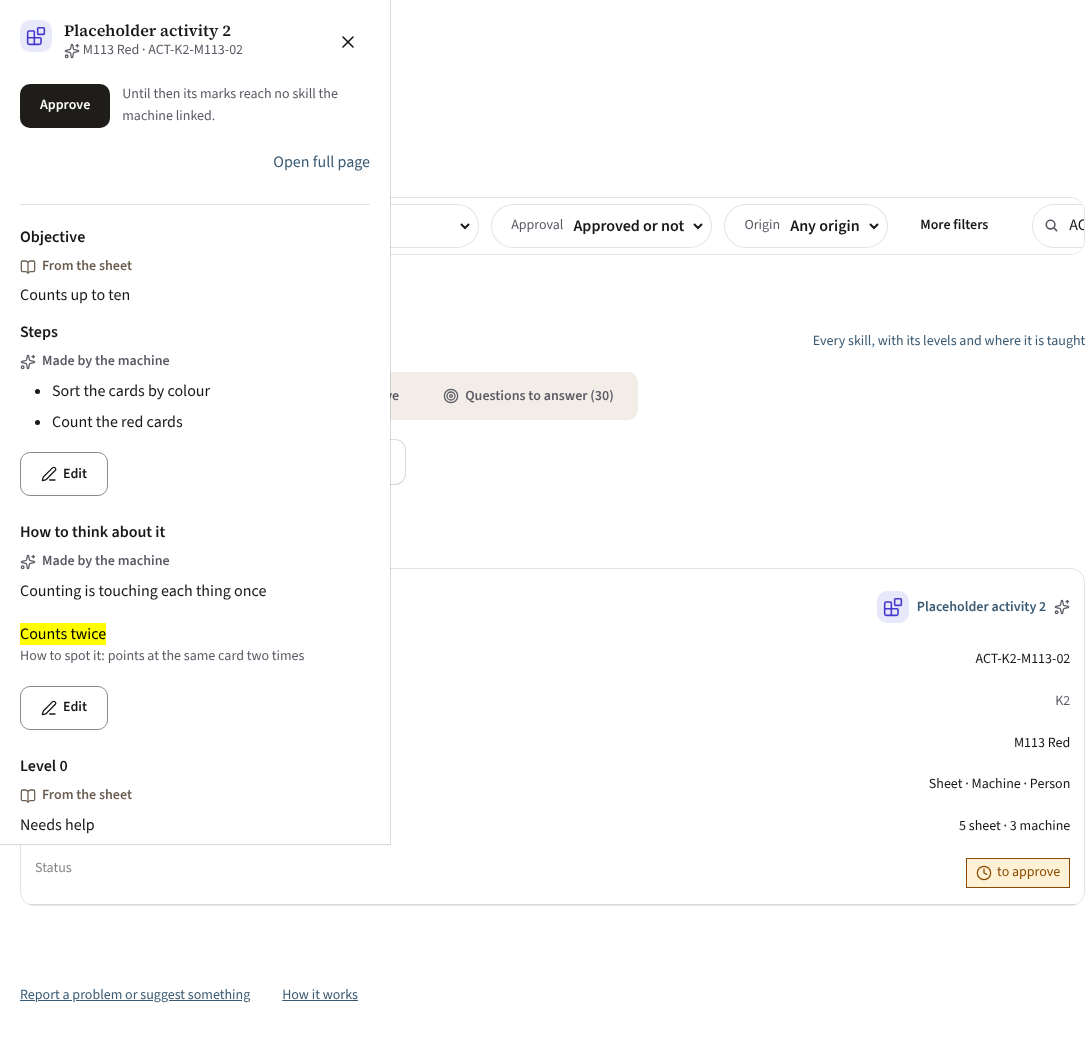 Placeholder activity 2
M113 Red · ACT-K2-M113-02
Approve
Until then its marks reach no skill the
machine linked.
Open full page
Objective
From the sheet
Counts up to ten
Steps
Made by the machine
• Sort the cards by colour
• Count the red cards
Edit
How to think about it
Made by the machine
Counting is touching each thing once
Counts twice
How to spot it: points at the same card two times
Edit
Level 0
From the sheet
Needs help
Approval Approved or not
Origin Any origin
More filters
Every skill, with its levels and where it is taught
Questions to answer (30)
Placeholder activity 2
ACT-K2-M113-02
K2
M113 Red
Sheet · Machine · Person
5 sheet · 3 machine
Status
to approve
Report a problem or suggest something
How it works